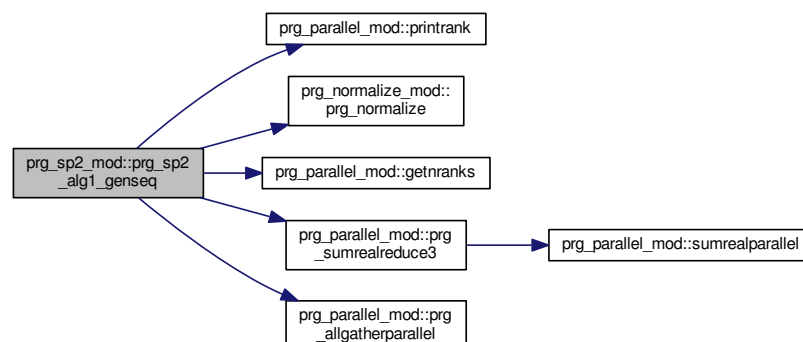 prg_parallel_mod::printrank
prg_normalize_mod::
prg_normalize
prg_sp2_mod::prg_sp2
_alg1_genseq
prg_parallel_mod::getnranks
prg_parallel_mod::prg
_sumrealreduce3
prg_parallel_mod::sumrealparallel
prg_parallel_mod::prg
_allgatherparallel